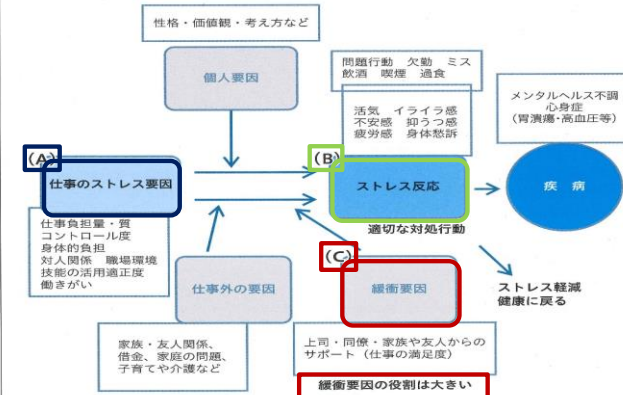 性格・価値観・考え方など
個人要因
問題行動 欠勤 ミス
飲酒 喫煙 過食
活気 イライラ感
不安感 抑うつ感
疲労感 身体愁訴
メンタルヘルス不調
心身症
(胃潰瘍・高血圧等)
(A)
仕事のストレス要因
(B)
ストレス反応
疾 病
仕事負担量・質
コントロール度
身体的負担
対人関係 職場環境
技能の活用適正度
働きがい
適切な対処行動
(C)
仕事外の要因
緩衝要因
ストレス軽減
健康に戻る
家族・友人関係、
借金、家庭の問題、
子育てや介護など
上司・同僚・家族や友人からの
サポート(仕事の満足度)
緩衝要因の役割は大きい